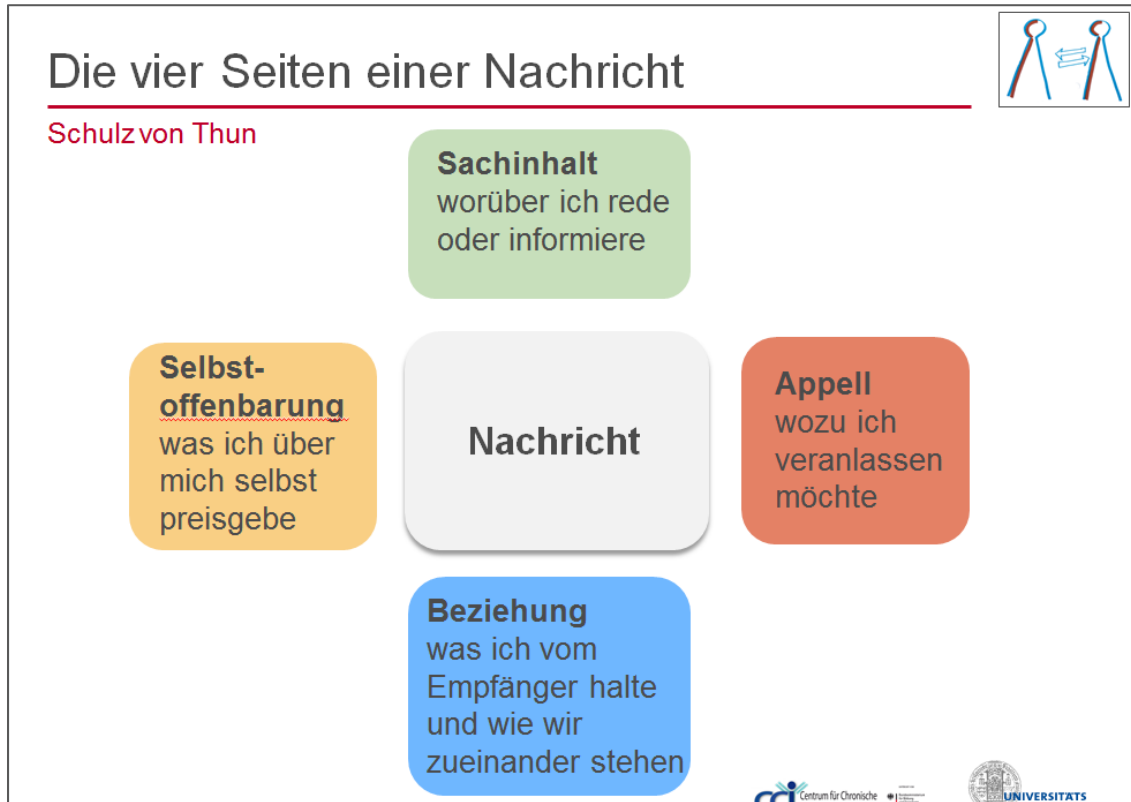 Die vier Seiten einer Nachricht
Schulz von Thun
Sachinhalt
worüber ich rede
oder informiere
Selbst-
offenbarung
was ich über
mich selbst
preisgebe
Nachricht
Appell
wozu ich
veranlassen
möchte
Beziehung
was ich vom
Empfänger halte
und wie wir
zueinander stehen
cci Centrum für Chronische
UNIVERSITÄTS